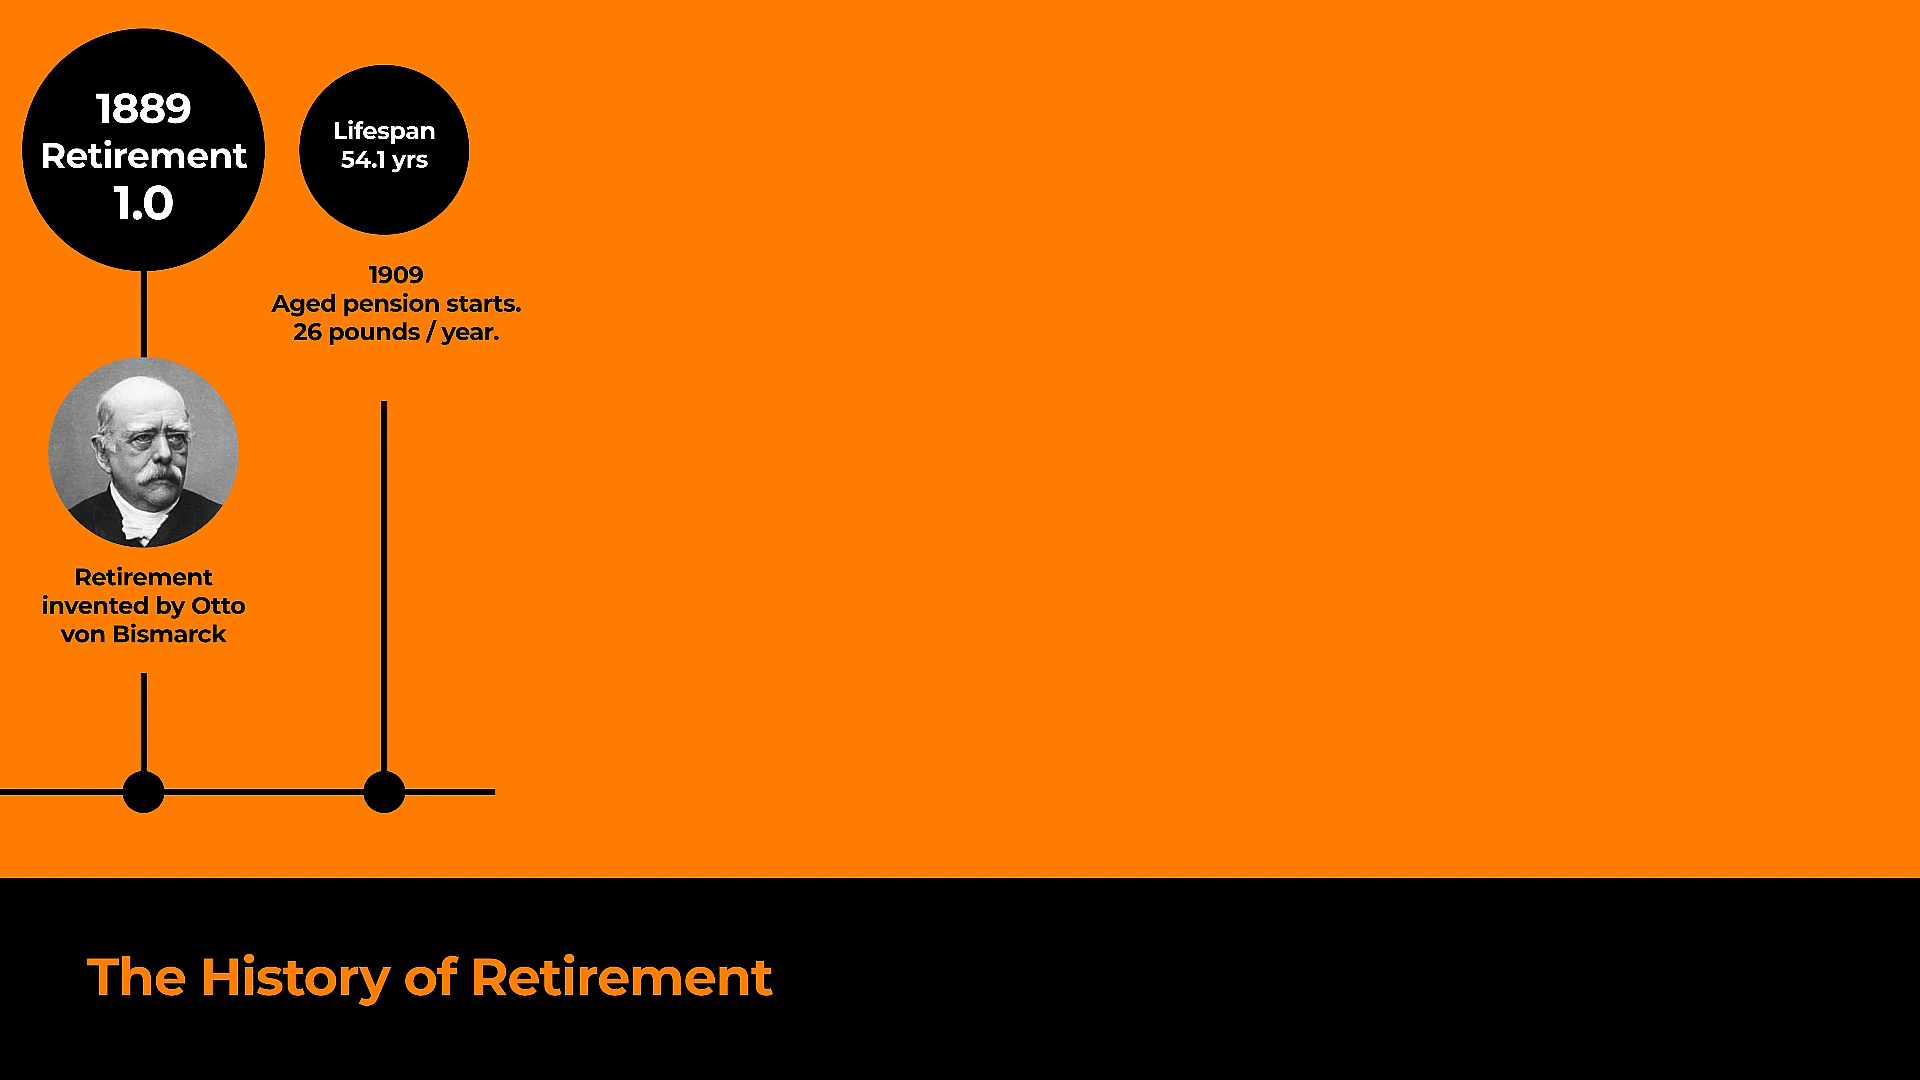 1889
Retirement
1.0
Lifespan
54.1 yrs
1909
Aged pension starts.
26 pounds / year.
Retirement
invented by Otto
von Bismarck
The History of Retirement